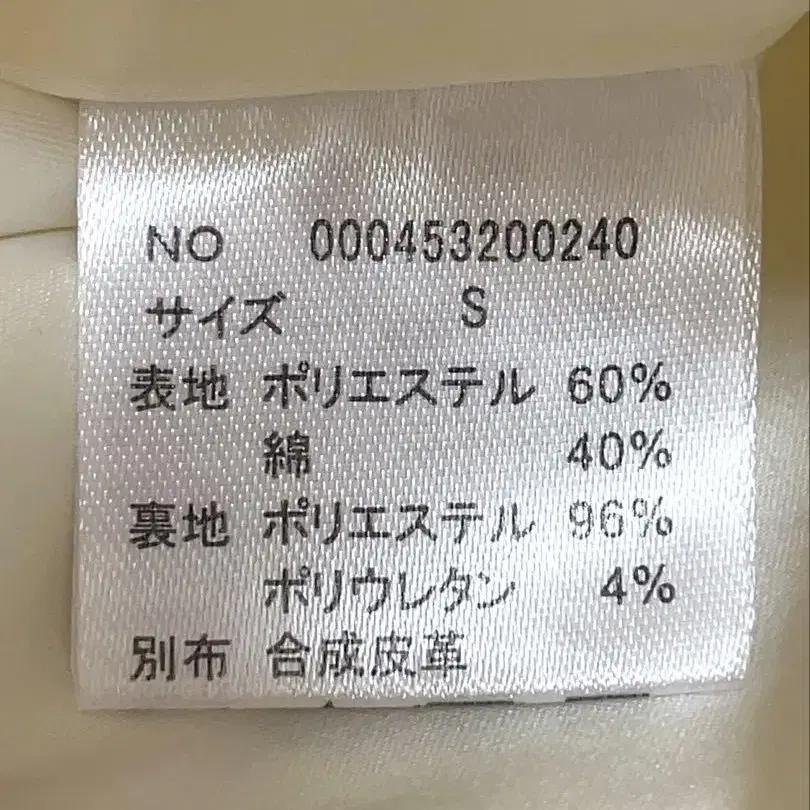 NO 000453200240
サイズ S
表地 ポリエステル 60%
綿 40%
裏地 ポリエステル 96%
ポリウレタン 4%
別布 合成皮革